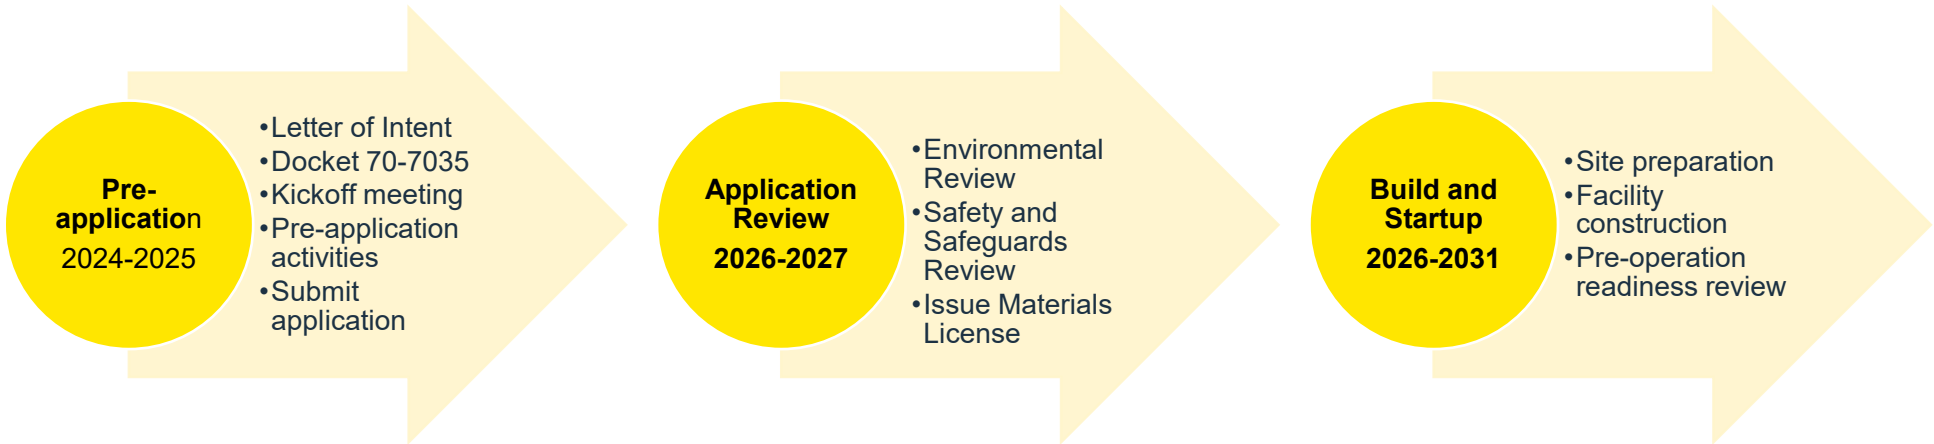 Pre-
application
2024-2025
•Letter of Intent
•Docket 70-7035
•Kickoff meeting
•Pre-application
activities
•Submit
application
Application
Review
2026-2027
•Environmental
Review
•Safety and
Safeguards
Review
•Issue Materials
License
Build and
Startup
2026-2031
•Site preparation
•Facility
construction
•Pre-operation
readiness review